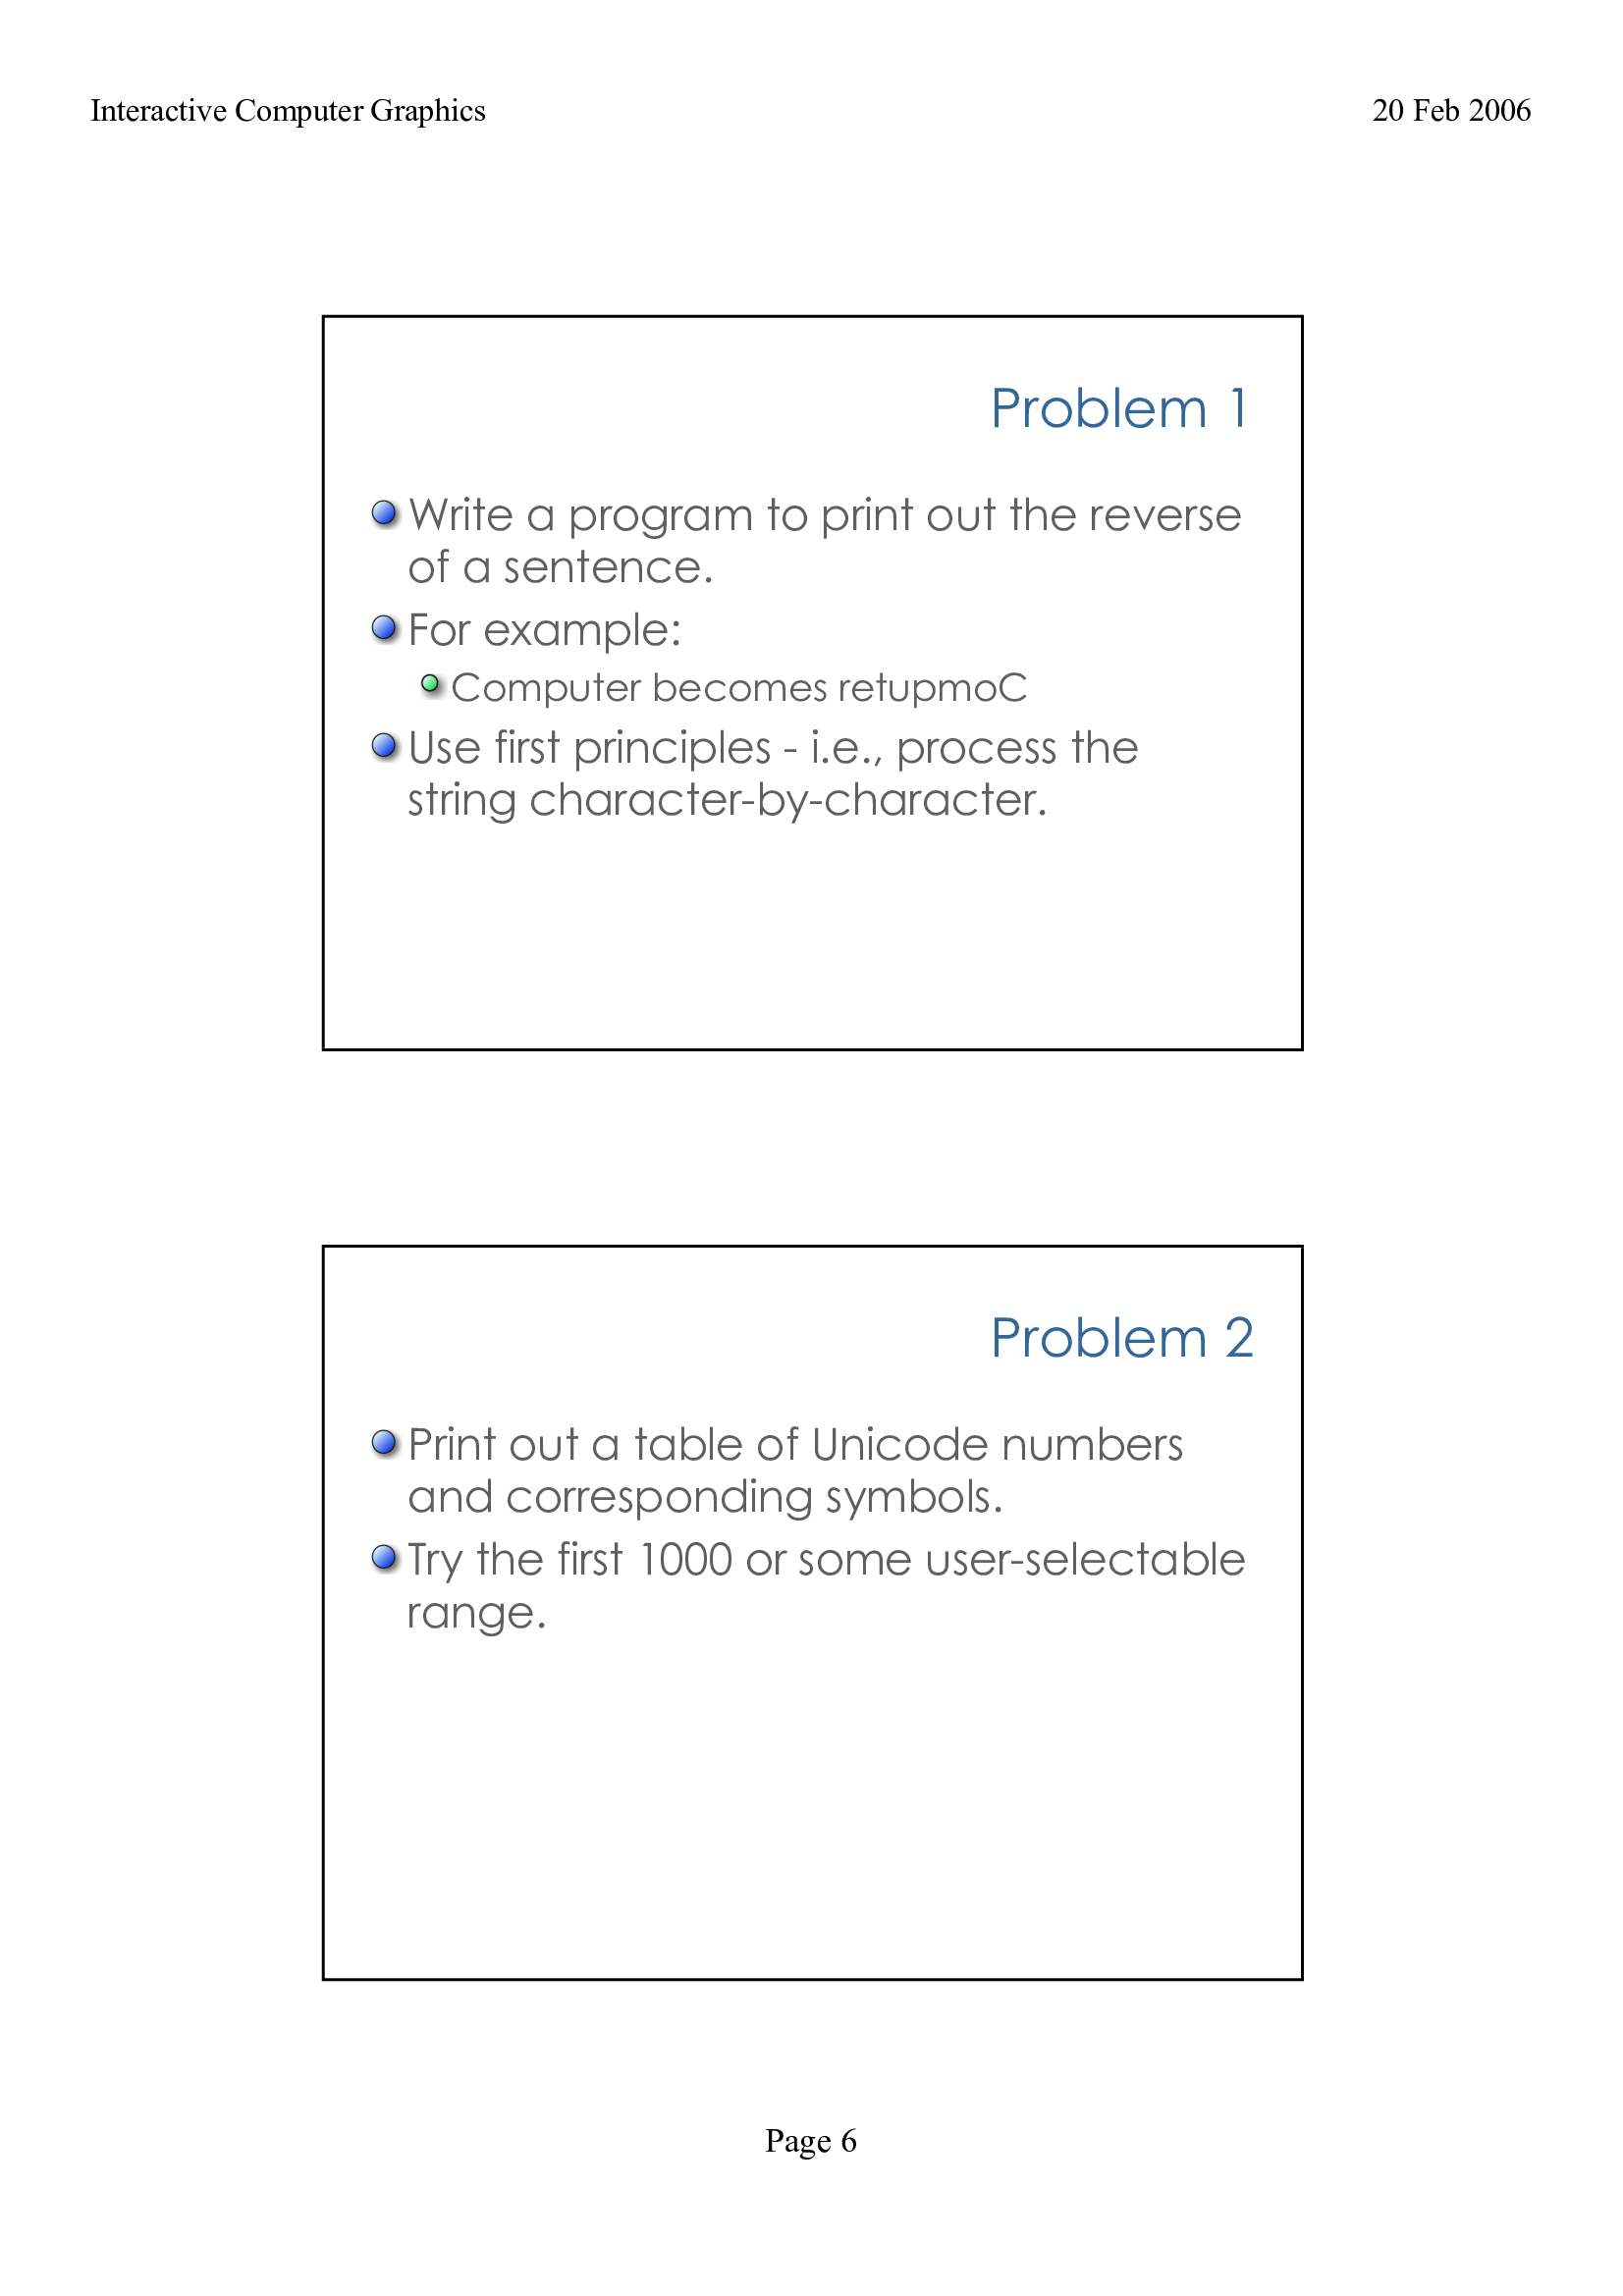 Interactive Computer Graphics 20 Feb 2006
Problem 1
Write a program to print out the reverse
of a sentence.
For example:
Computer becomes retupmoC
Use first principles - i.e., process the
string character-by-character.
Problem 2
Print out a table of Unicode numbers
and corresponding symbols.
Try the first 1000 or some user-selectable
range.
Page 6